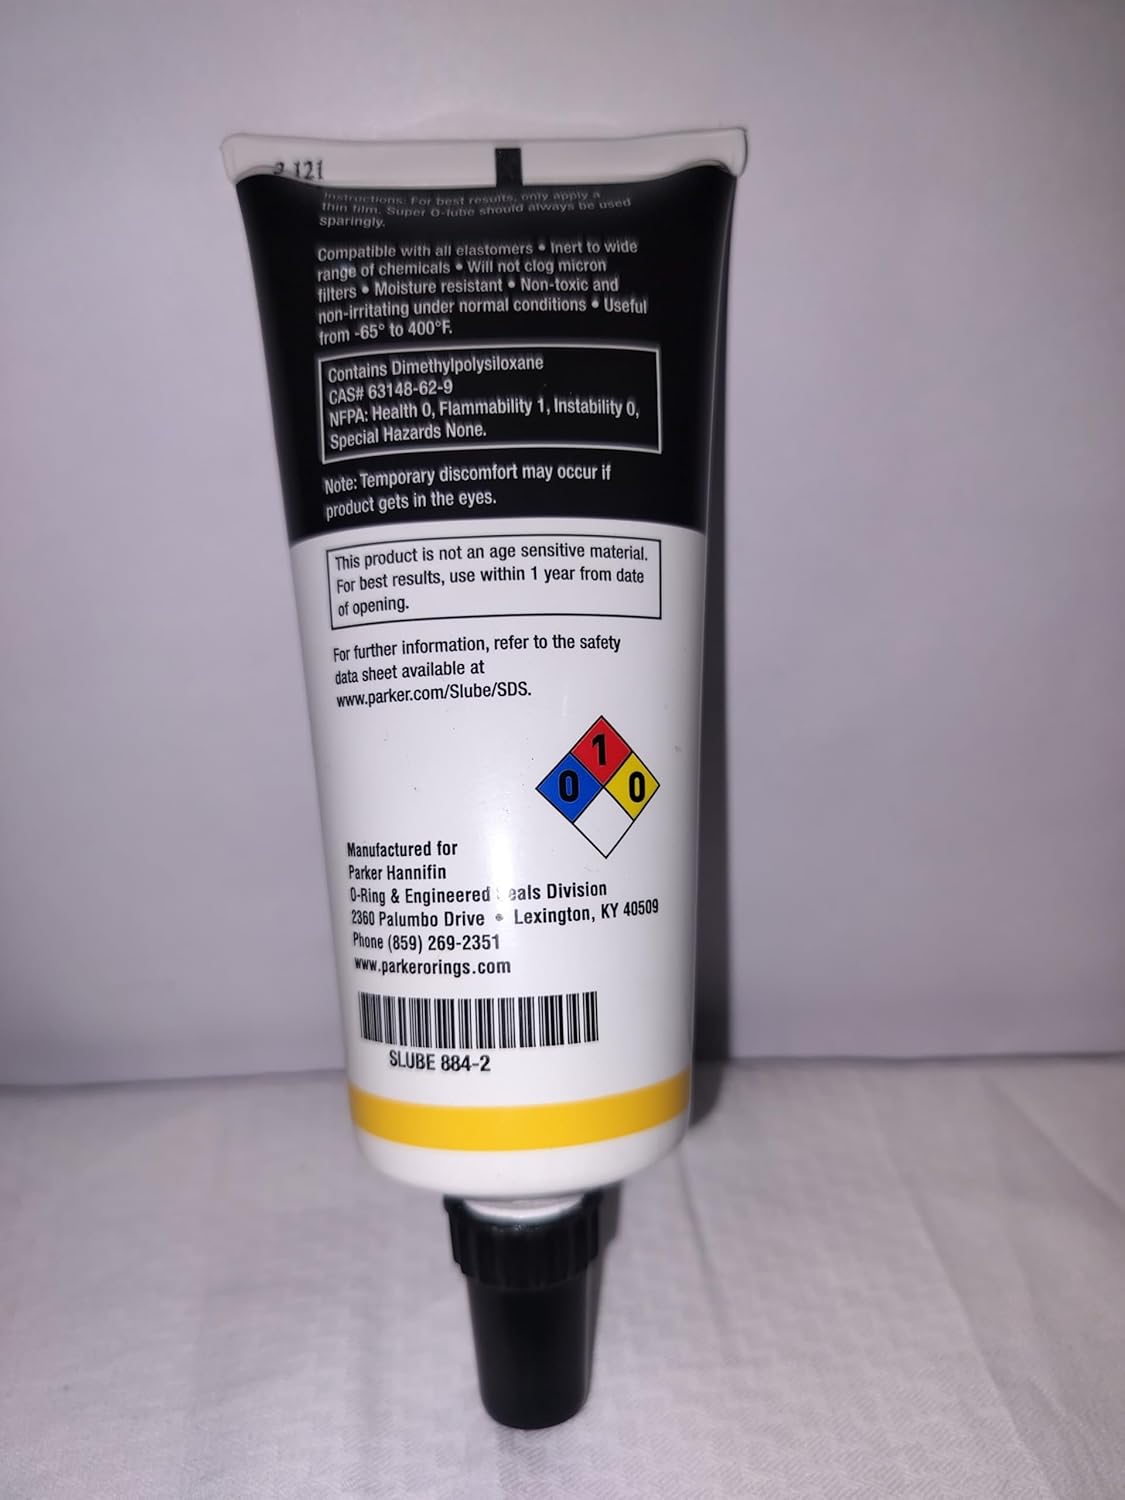 121
Instructions: For best results, only apply a
thin film. Super O-lube should always be used
sparingly.
Compatible with all elastomers • Inert to wide
range of chemicals • Will not clog micron
filters • Moisture resistant • Non-toxic and
non-irritating under normal conditions • Useful
from -65° to 400°F.
Contains Dimethylpolysiloxane
CAS# 63148-62-9
NFPA: Health 0, Flammability 1, Instability 0,
Special Hazards None.
Note: Temporary discomfort may occur if
product gets in the eyes.
This product is not an age sensitive material.
For best results, use within 1 year from date
of opening.
For further information, refer to the safety
data sheet available at
www.parker.com/Slube/SDS.
1
0 0
Manufactured for
Parker Hannifin
O-Ring & Engineered Seals Division
2360 Palumbo Drive • Lexington, KY 40509
Phone (859) 269-2351
www.parkerorings.com
SLUBE 884-2